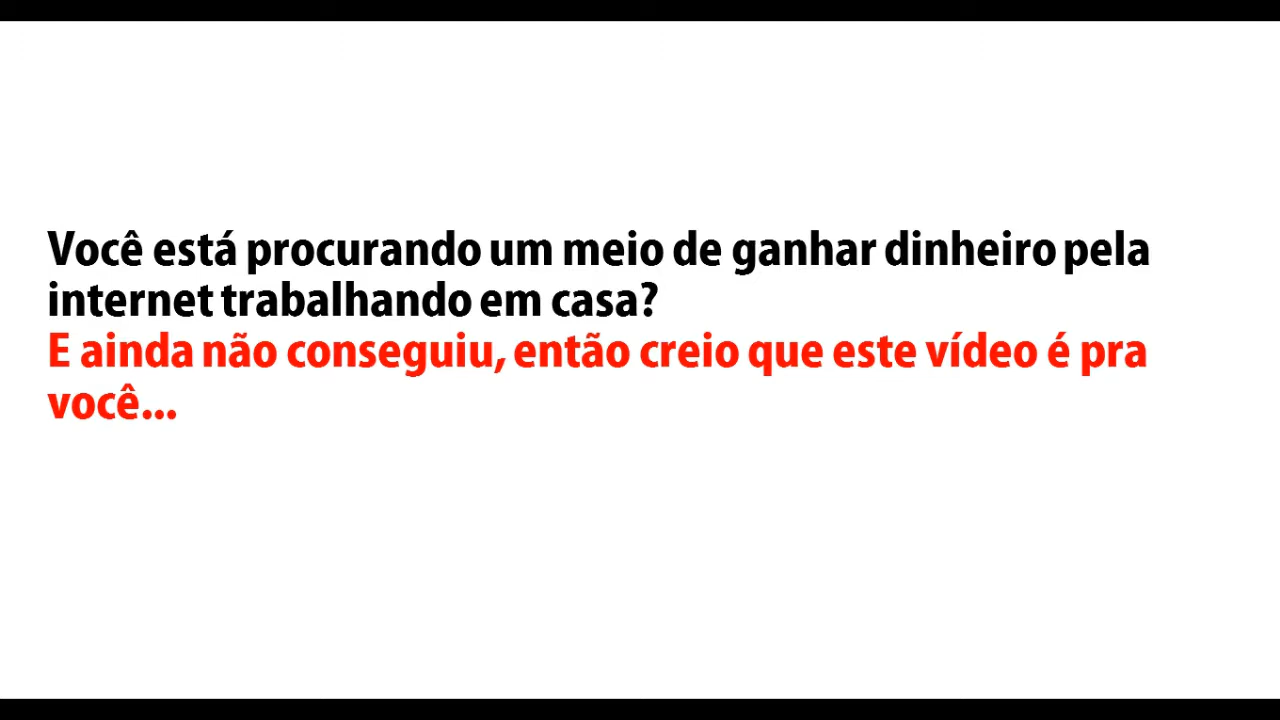 Você está procurando um meio de ganhar dinheiro pela
internet trabalhando em casa?
E ainda não conseguiu, então creio que este vídeo é pra
você...